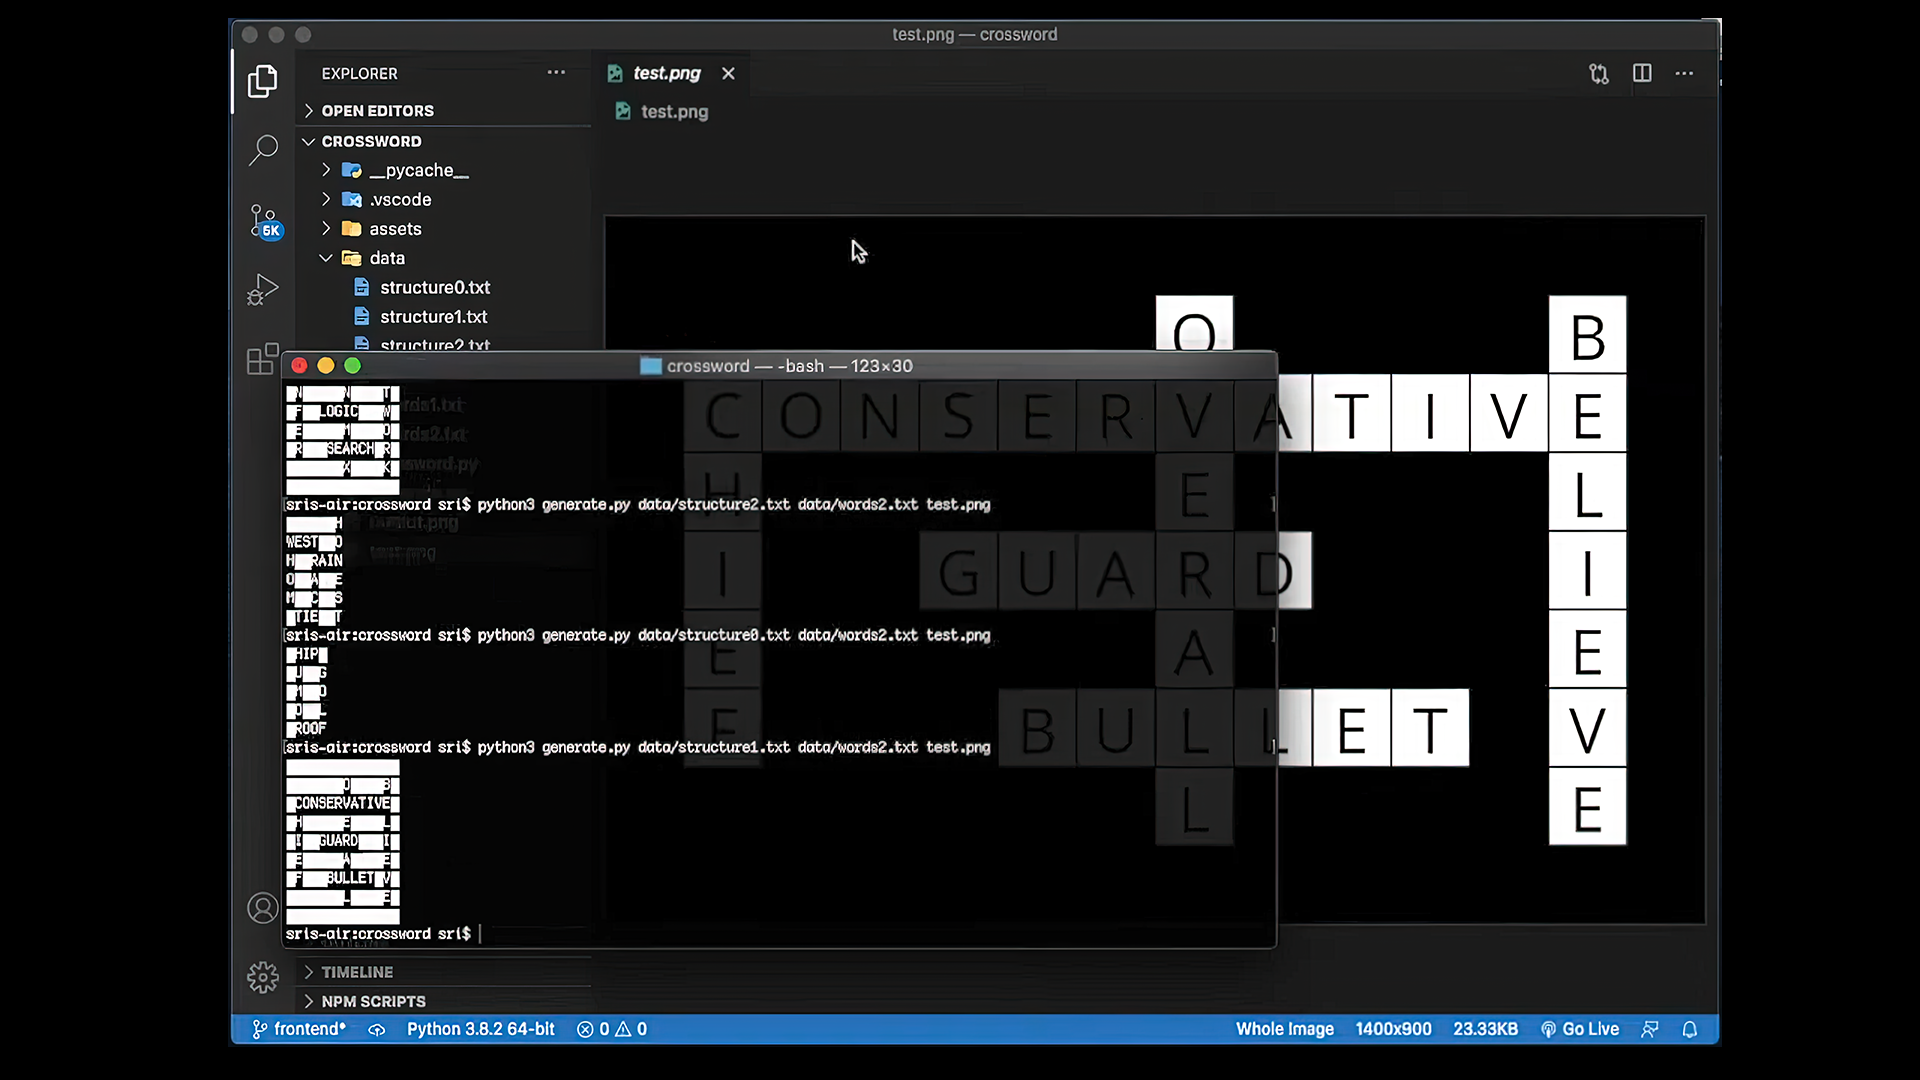 test.png — crossword
EXPLORER
test.png
OPEN EDITORS
test.png
CROSSWORD
__pycache__
.vscode
assets
6K
data
structure0.txt
structure1.txt
structure2.txt
crossword — -bash — 123×30
N N T
F LOGIC W
E M O
R SEARCH R
X K
sris-air:crossword sri$ python3 generate.py data/structure2.txt data/words2.txt test.png
H
WEST O
H RAIN
O A E
M C S
TIE T
sris-air:crossword sri$ python3 generate.py data/structure0.txt data/words2.txt test.png
HIP
U G
M O
O L
ROOF
sris-air:crossword sri$ python3 generate.py data/structure1.txt data/words2.txt test.png
O B
CONSERVATIVE
H E L
I GUARD I
E A E
F BULLET V
L E
sris-air:crossword sri$
O B
CONSERVATIVE
H E L
I GUARD I
E A E
F BULLET V
L E
TIMELINE
NPM SCRIPTS
frontend* Python 3.8.2 64-bit 0 0 Whole Image 1400x900 23.33KB Go Live